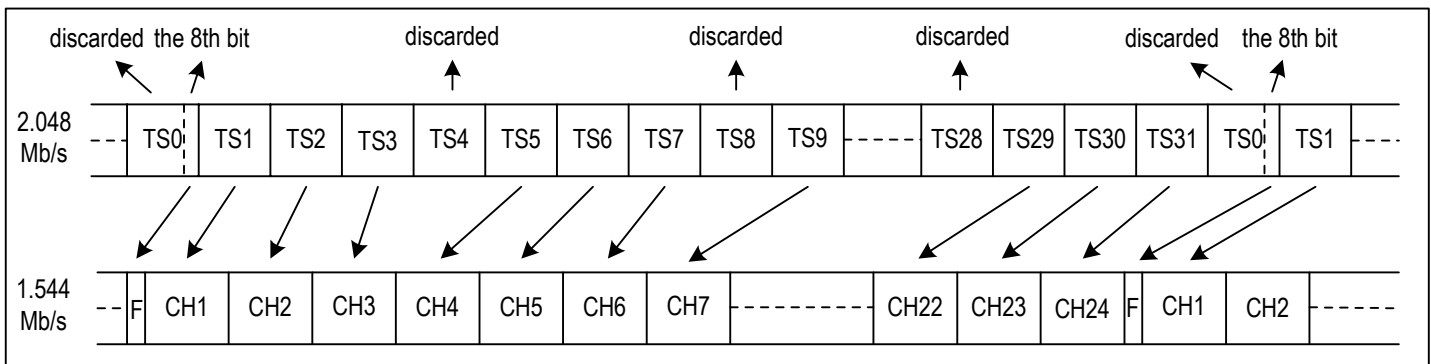 discarded the 8th bit discarded discarded discarded discarded the 8th bit
2.048
Mb/s
TS0 TS1 TS2 TS3 TS4 TS5 TS6 TS7 TS8 TS9 TS28 TS29 TS30 TS31 TS0 TS1
1.544
Mb/s
F CH1 CH2 CH3 CH4 CH5 CH6 CH7 CH22 CH23 CH24 F CH1 CH2